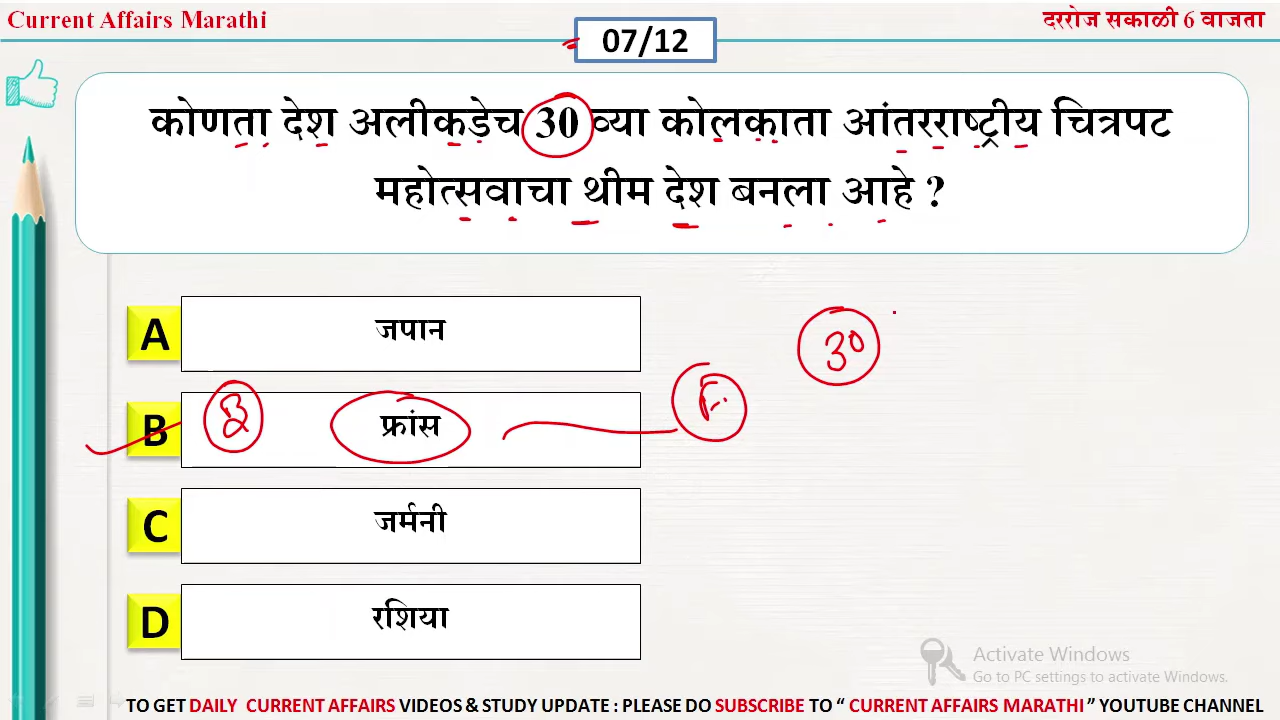 Current Affairs Marathi
दररोज सकाळी 6 वाजता
07/12
कोणता देश अलीकडेच 30 व्या कोलकाता आंतरराष्ट्रीय चित्रपट
महोत्सवाचा थीम देश बनला आहे ?
A जपान
30
B फ्रांस
C जर्मनी
D रशिया
Activate Windows
Go to PC settings to activate Windows.
TO GET DAILY CURRENT AFFAIRS VIDEOS & STUDY UPDATE : PLEASE DO SUBSCRIBE TO “ CURRENT AFFAIRS MARATHI ” YOUTUBE CHANNEL